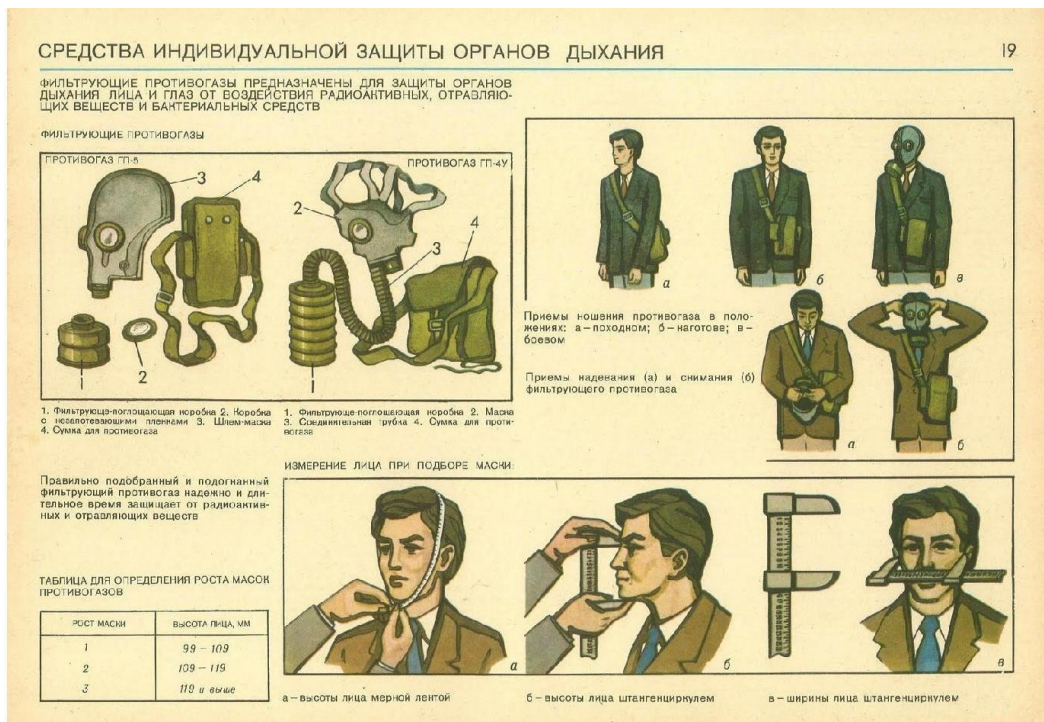 СРЕДСТВА ИНДИВИДУАЛЬНОЙ ЗАЩИТЫ ОРГАНОВ ДЫХАНИЯ
19
ФИЛЬТРУЮЩИЕ ПРОТИВОГАЗЫ ПРЕДНАЗНАЧЕНЫ ДЛЯ ЗАЩИТЫ ОРГАНОВ
ДЫХАНИЯ ЛИЦА И ГЛАЗ ОТ ВОЗДЕЙСТВИЯ РАДИОАКТИВНЫХ, ОТРАВЛЯЮ-
ЩИХ ВЕЩЕСТВ И БАКТЕРИАЛЬНЫХ СРЕДСТВ
ФИЛЬТРУЮЩИЕ ПРОТИВОГАЗЫ
ПРОТИВОГАЗ ГП-5
3
4
1
2
ПРОТИВОГАЗ ГП-4У
2
4
3
1
1. Фильтрующе-поглощающая коробка 2. Коробка
с незапотевающими пленками 3. Шлем-маска
4. Сумка для противогаза
1. Фильтрующе-поглощающая коробка 2. Маска
3. Соединительная трубка 4. Сумка для проти-
вогаза
а
б
в
Приемы ношения противогаза в поло-
жениях: а – походном; б – наготове; в –
боевом
Приемы надевания (а) и снимания (б)
фильтрующего противогаза
а
б
Правильно подобранный и подогнанный
фильтрующий противогаз надежно и дли-
тельное время защищает от радиоактив-
ных и отравляющих веществ
ТАБЛИЦА ДЛЯ ОПРЕДЕЛЕНИЯ РОСТА МАСОК
ПРОТИВОГАЗОВ
РОСТ МАСКИ ВЫСОТА ЛИЦА, ММ
1 99 – 109
2 109 – 119
3 119 и выше
ИЗМЕРЕНИЕ ЛИЦА ПРИ ПОДБОРЕ МАСКИ:
а
б
в
а – высоты лица мерной лентой
б – высоты лица штангенциркулем
в – ширины лица штангенциркулем